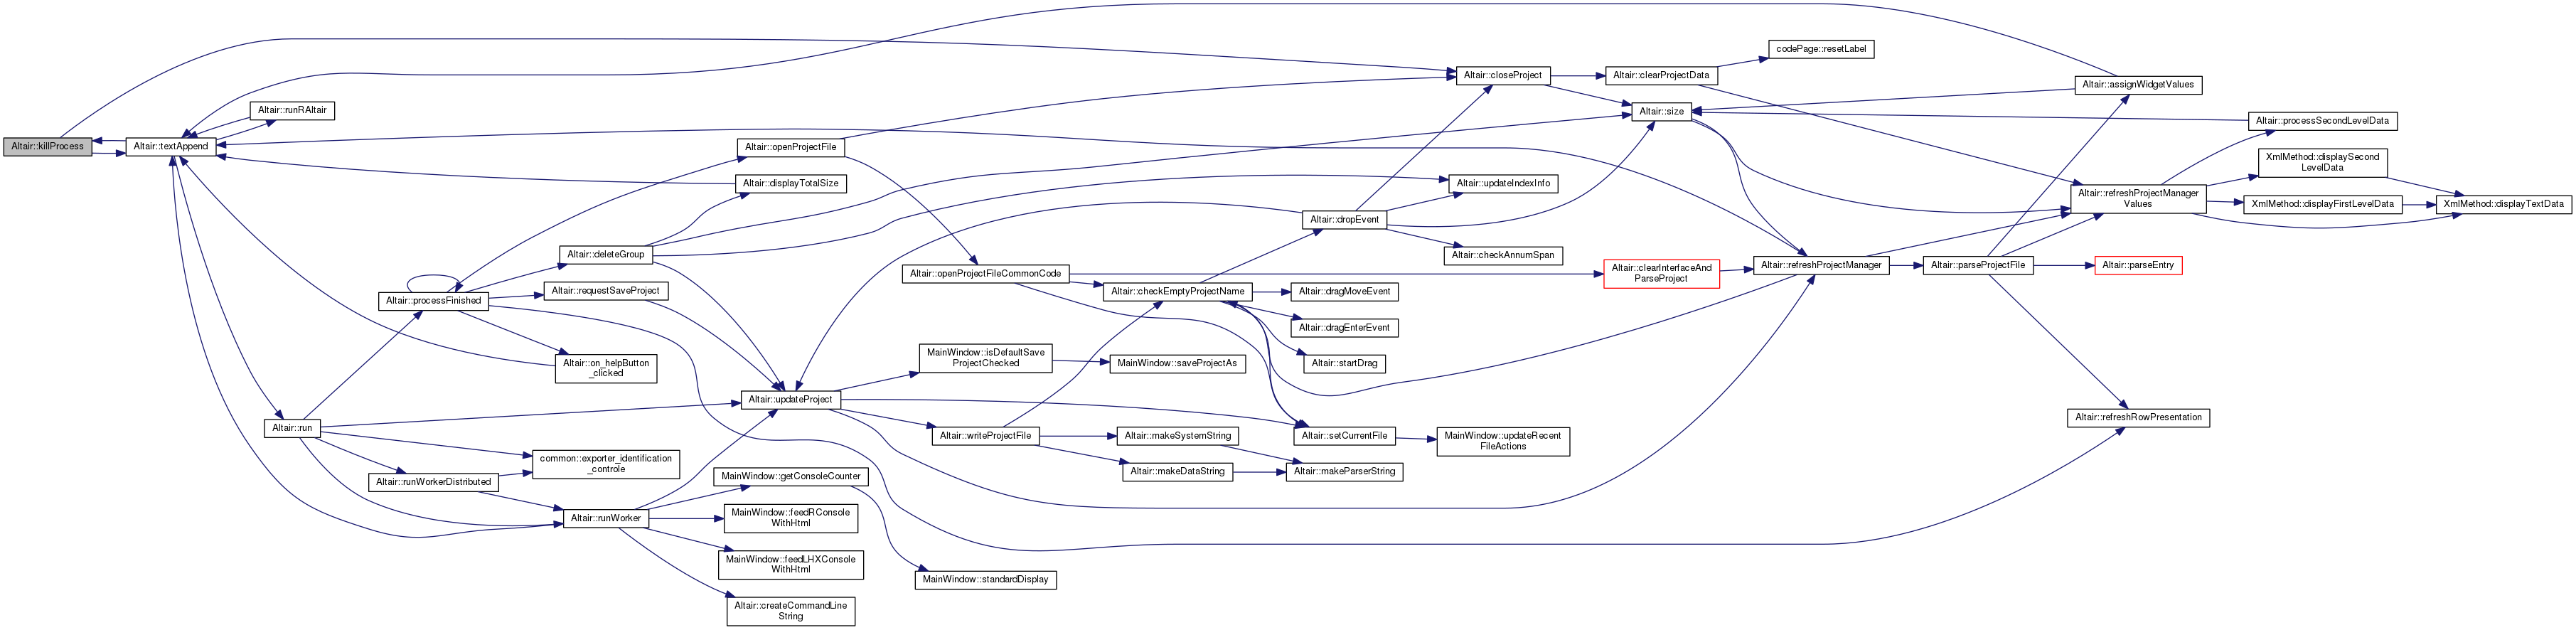 Altair::killProcess
Altair::textAppend
Altair::runRAltair
Altair::run
Altair::processFinished
Altair::runWorkerDistributed
common::exporter_identification
_controle
Altair::requestSaveProject
Altair::deleteGroup
Altair::on_helpButton
_clicked
Altair::runWorker
Altair::openProjectFile
Altair::displayTotalSize
Altair::updateProject
MainWindow::getConsoleCounter
MainWindow::feedRConsole
WithHtml
MainWindow::feedLHXConsole
WithHtml
Altair::createCommandLine
String
Altair::openProjectFileCommonCode
MainWindow::isDefaultSave
ProjectChecked
Altair::writeProjectFile
MainWindow::standardDisplay
Altair::checkEmptyProjectName
MainWindow::saveProjectAs
Altair::makeSystemString
Altair::makeDataString
Altair::dropEvent
Altair::dragMoveEvent
Altair::dragEnterEvent
Altair::startDrag
Altair::setCurrentFile
Altair::makeParserString
Altair::closeProject
Altair::updateIndexInfo
Altair::checkAnnumSpan
MainWindow::updateRecent
FileActions
Altair::clearProjectData
Altair::size
Altair::clearInterfaceAnd
ParseProject
codePage::resetLabel
Altair::refreshProjectManager
Altair::parseProjectFile
Altair::assignWidgetValues
Altair::refreshProjectManager
Values
Altair::parseEntry
Altair::refreshRowPresentation
Altair::processSecondLevelData
XmlMethod::displaySecond
LevelData
XmlMethod::displayFirstLevelData
XmlMethod::displayTextData